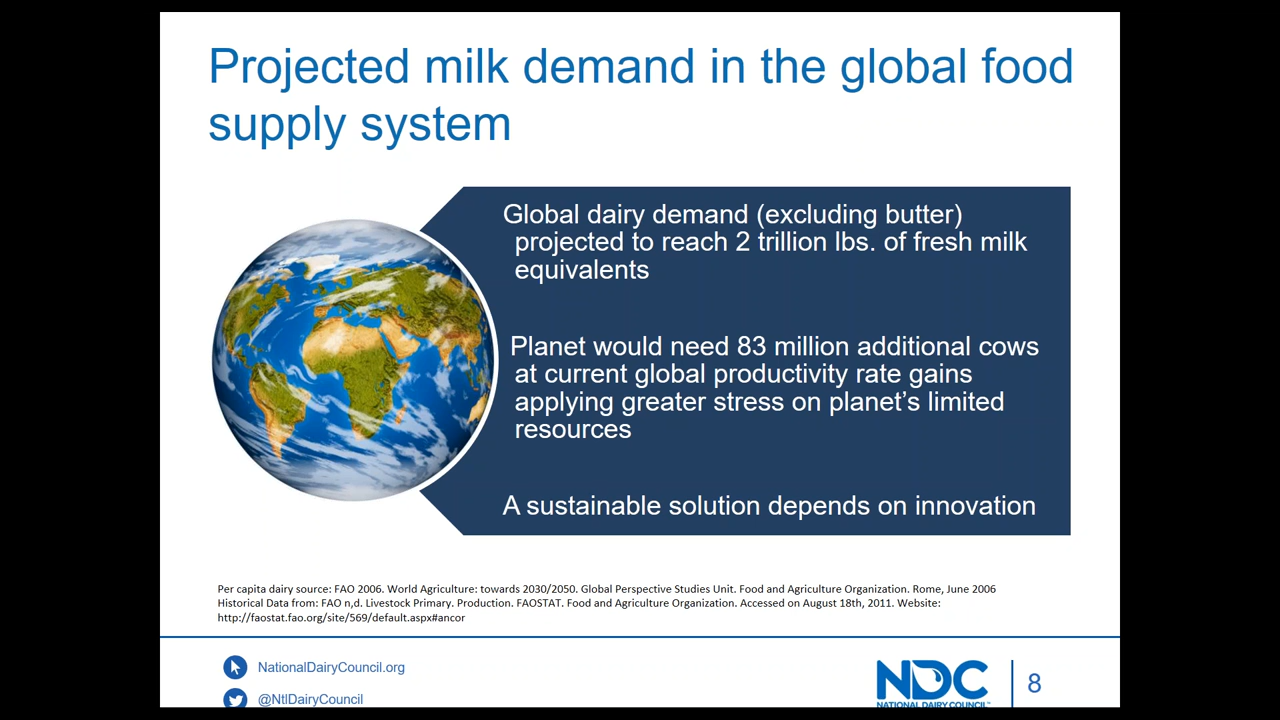 Projected milk demand in the global food
supply system
Global dairy demand (excluding butter)
projected to reach 2 trillion lbs. of fresh milk
equivalents
Planet would need 83 million additional cows
at current global productivity rate gains
applying greater stress on planet's limited
resources
A sustainable solution depends on innovation
Per capita dairy source: FAO 2006. World Agriculture: towards 2030/2050. Global Perspective Studies Unit. Food and Agriculture Organization. Rome, June 2006
Historical Data from: FAO n,d. Livestock Primary. Production. FAOSTAT. Food and Agriculture Organization. Accessed on August 18th, 2011. Website:
http://faostat.fao.org/site/569/default.aspx#ancor
NationalDairyCouncil.org
@NtlDairyCouncil
NDC
NATIONAL DAIRY COUNCIL
8